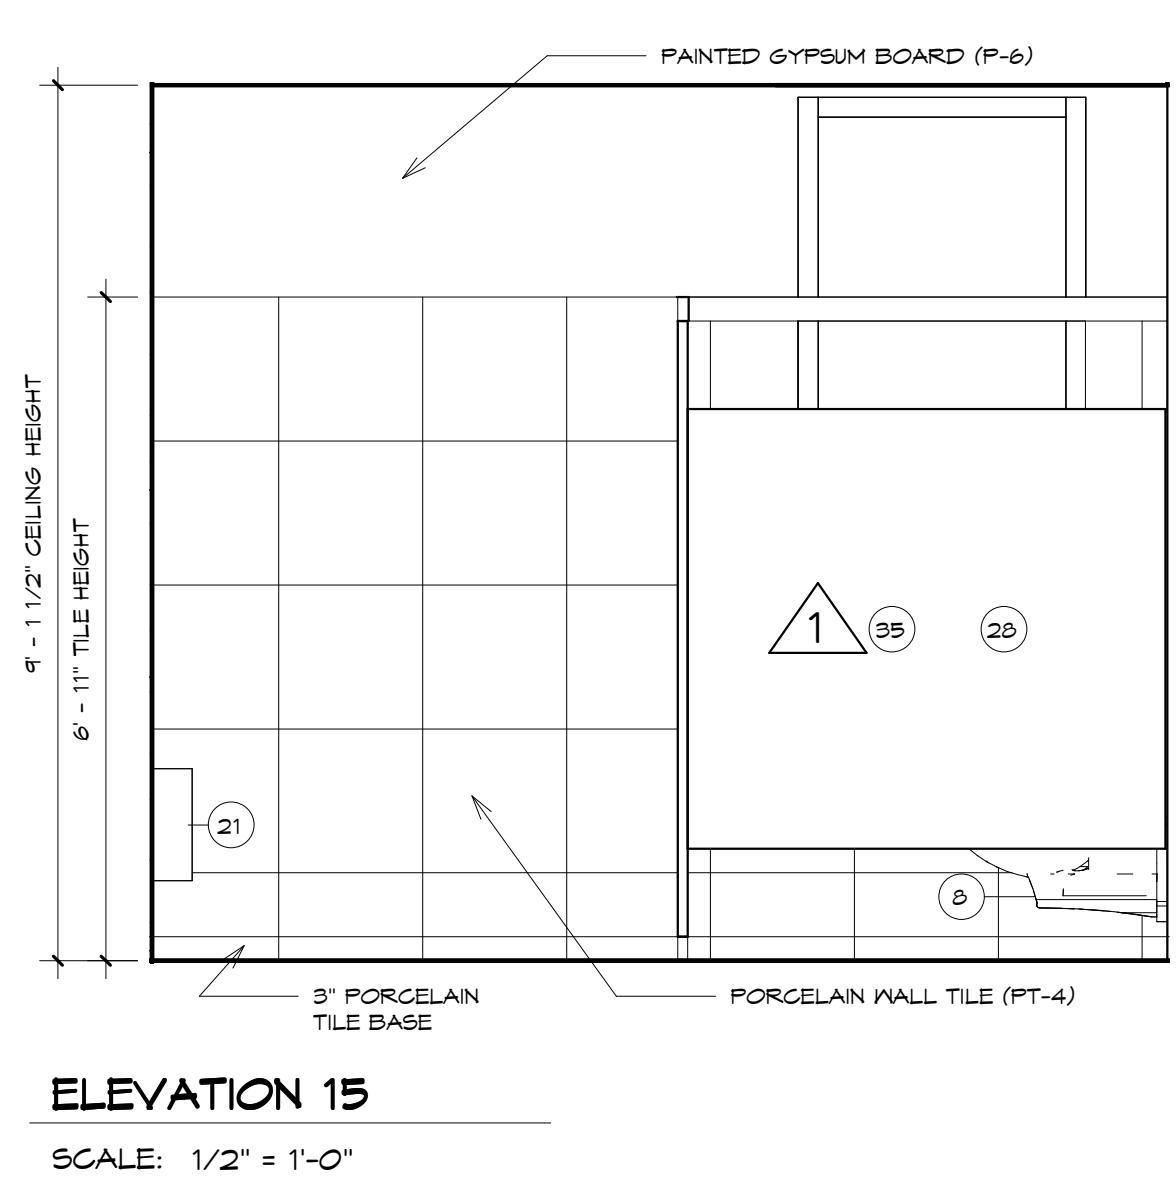 PAINTED GYPSUM BOARD (P-6)
9' - 1 1/2" CEILING HEIGHT
6' - 11" TILE HEIGHT
1
35
28
21
8
3" PORCELAIN
TILE BASE
PORCELAIN WALL TILE (PT-4)
ELEVATION 15
SCALE: 1/2" = 1'-0"